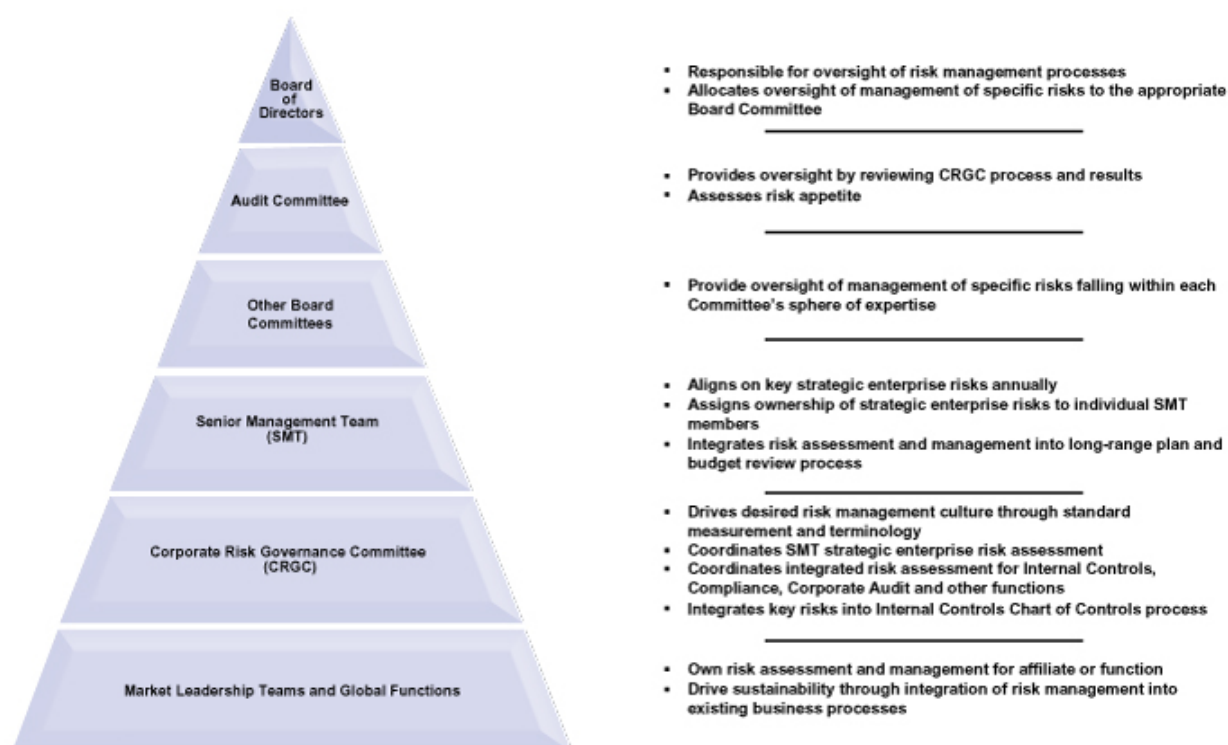 Board
of
Directors
▪ Responsible for oversight of risk management processes
▪ Allocates oversight of management of specific risks to the appropriate
Board Committee
Audit Committee
▪ Provides oversight by reviewing CRGC process and results
▪ Assesses risk appetite
Other Board
Committees
▪ Provide oversight of management of specific risks falling within each
Committee's sphere of expertise
Senior Management Team
(SMT)
▪ Aligns on key strategic enterprise risks annually
▪ Assigns ownership of strategic enterprise risks to individual SMT
members
▪ Integrates risk assessment and management into long-range plan and
budget review process
Corporate Risk Governance Committee
(CRGC)
▪ Drives desired risk management culture through standard
measurement and terminology
▪ Coordinates SMT strategic enterprise risk assessment
▪ Coordinates integrated risk assessment for Internal Controls,
Compliance, Corporate Audit and other functions
▪ Integrates key risks into Internal Controls Chart of Controls process
Market Leadership Teams and Global Functions
▪ Own risk assessment and management for affiliate or function
▪ Drive sustainability through integration of risk management into
existing business processes